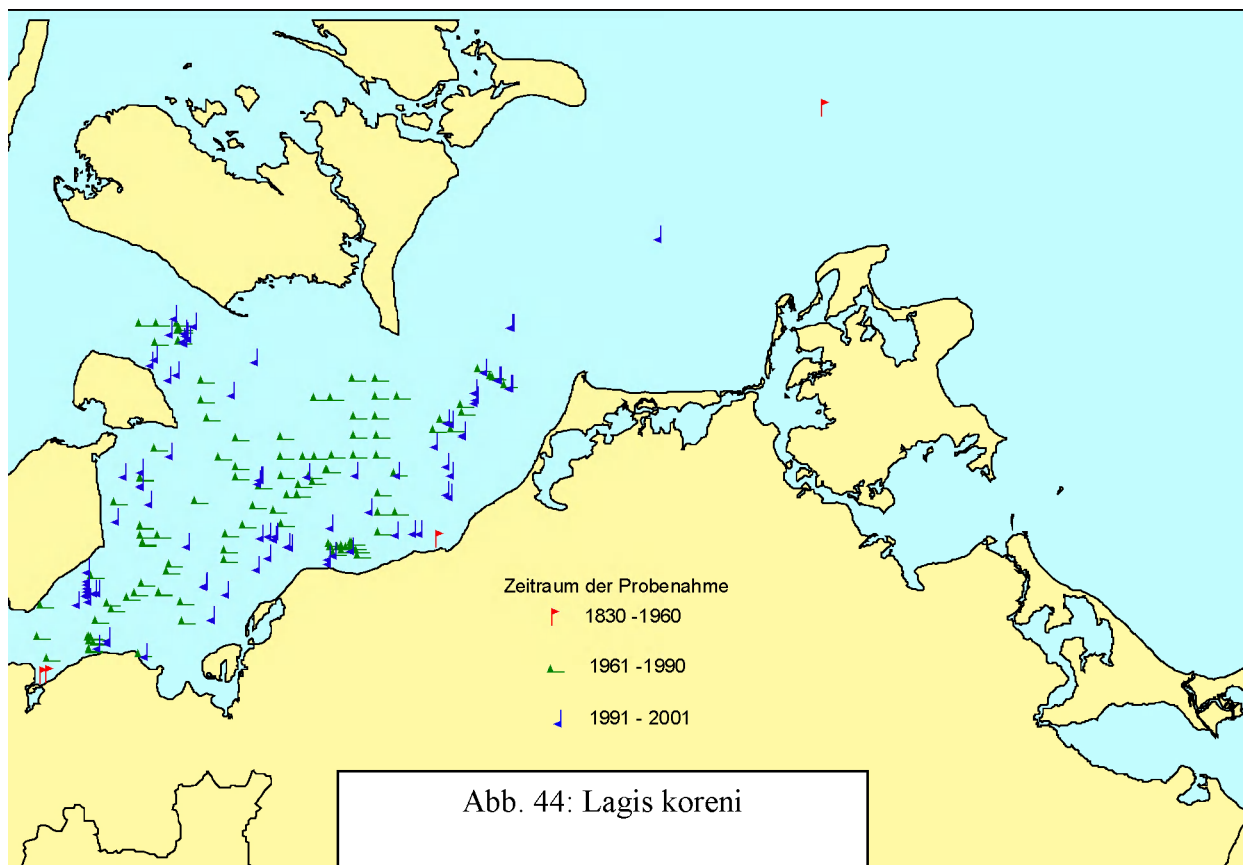 Zeitraum der Probenahme
1830 -1960
1961 -1990
1991 - 2001
Abb. 44: Lagis koreni